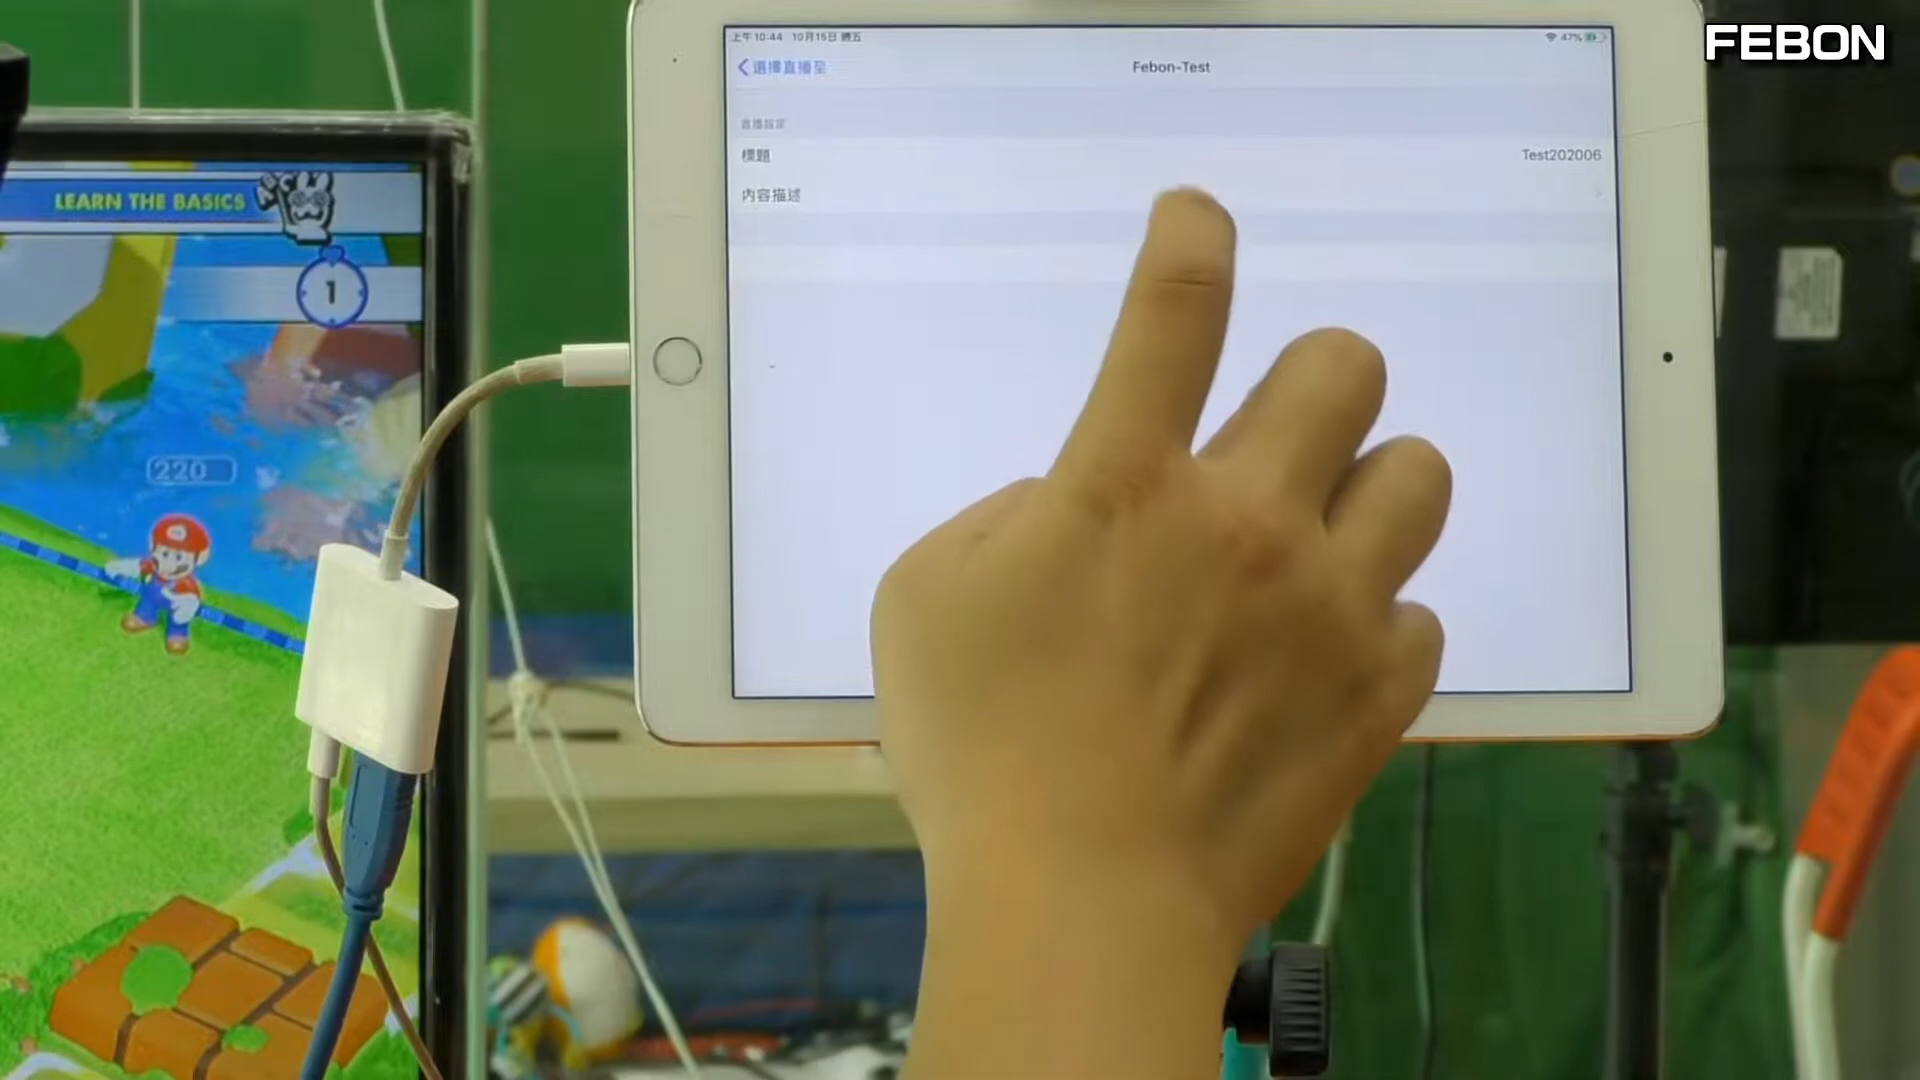 FEBON
上午10:44 10月15日 週五
47%
選擇直播至
Febon-Test
直播設定
標題
Test202006
內容描述
LEARN THE BASICS
ABC
1
220